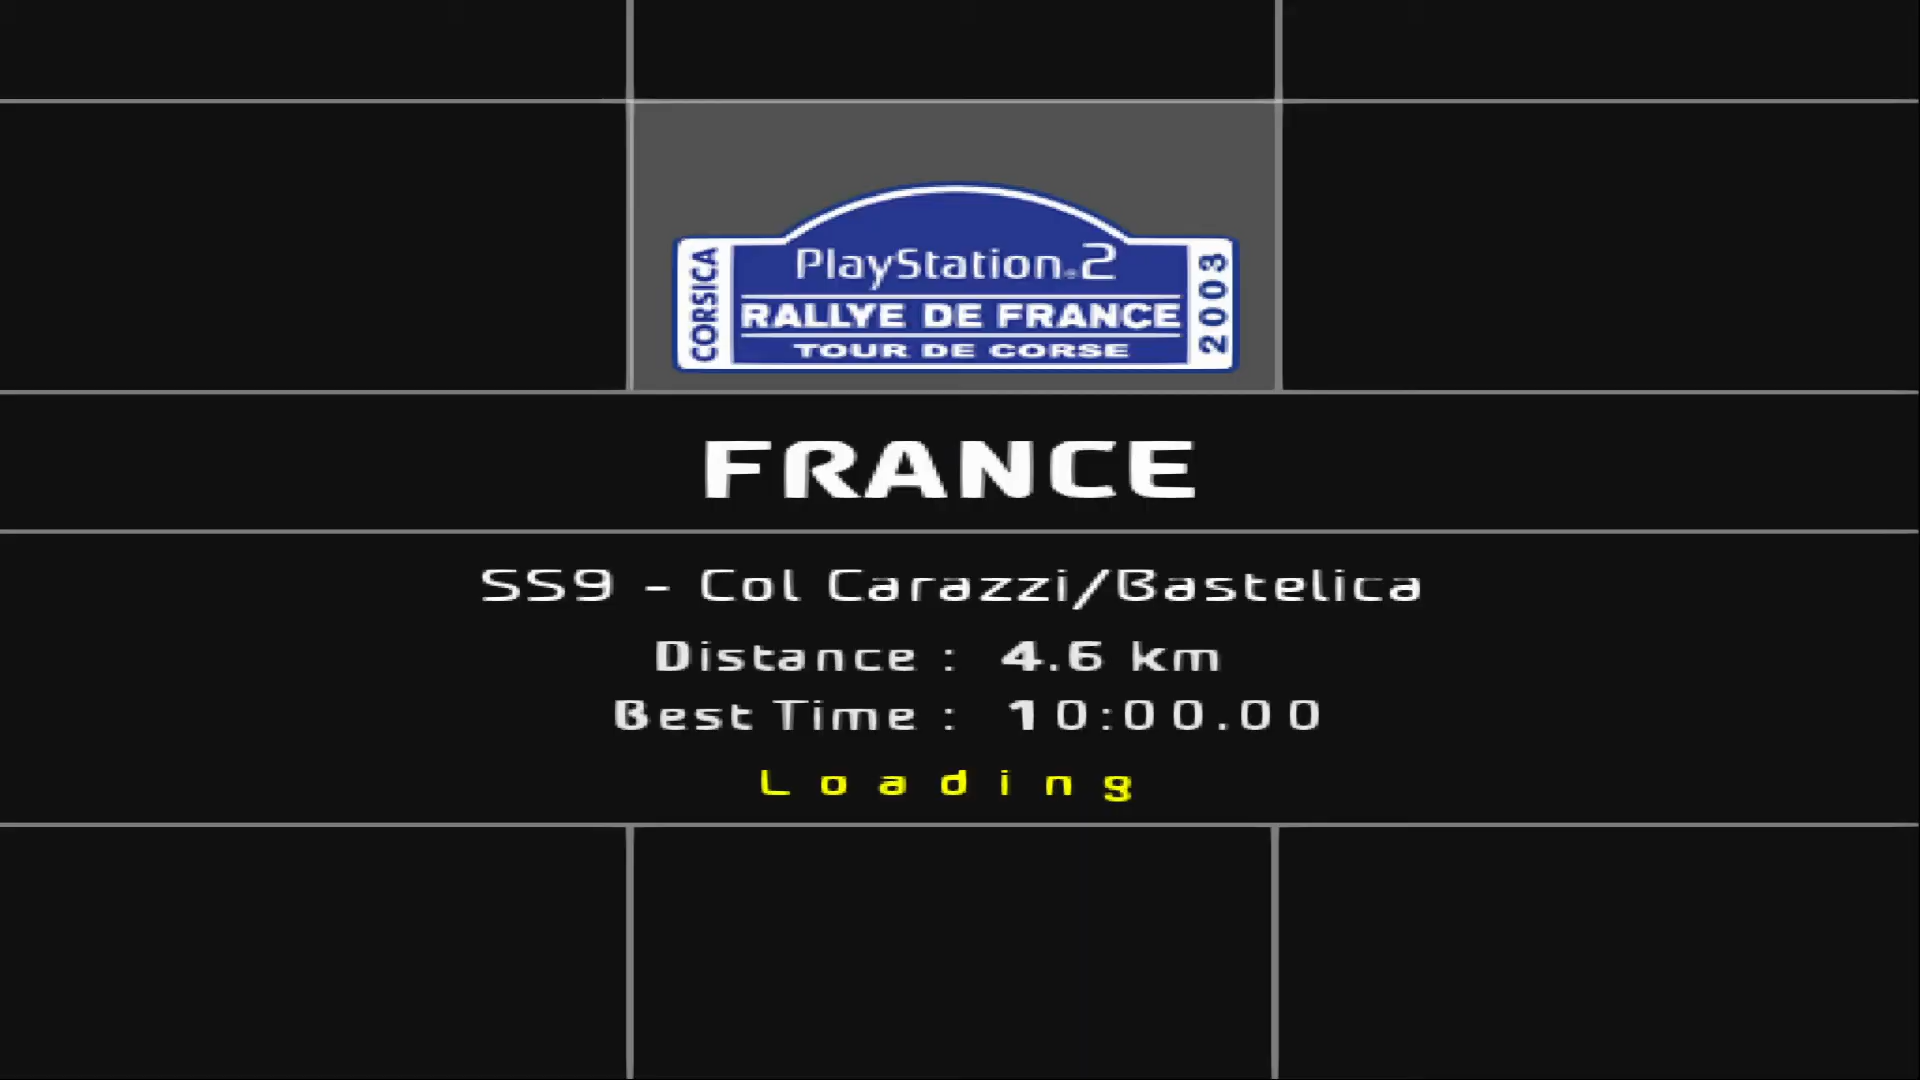 PlayStation.2
CORSICA
RALLYE DE FRANCE
2003
TOUR DE CORSE
FRANCE
SS9 - Col Carazzi/Bastelica
Distance : 4.6 km
Best Time : 10:00.00
Loading